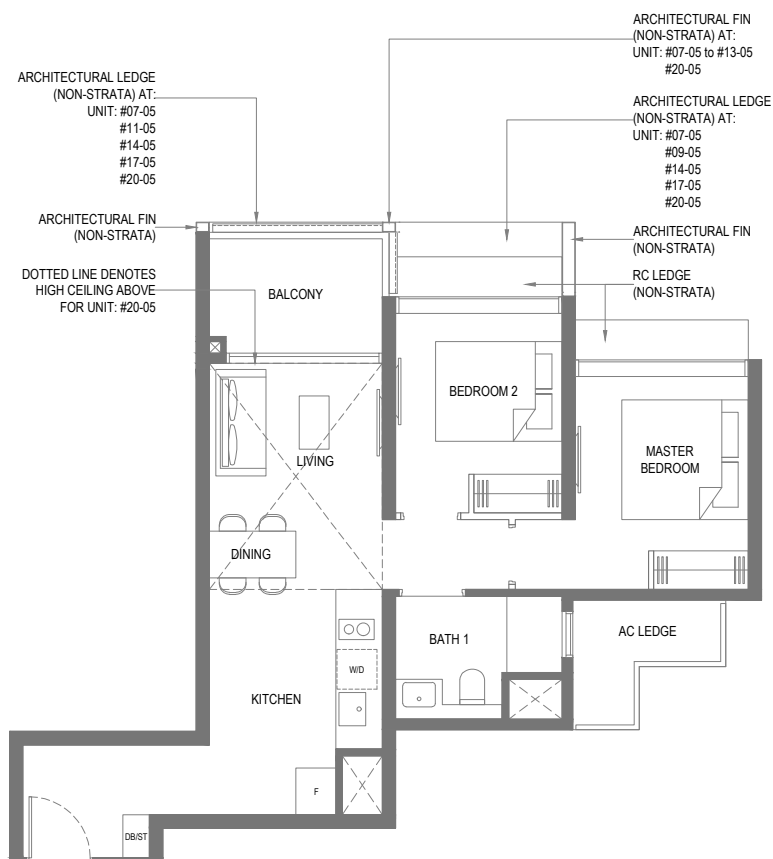 ARCHITECTURAL FIN
(NON-STRATA) AT:
UNIT: #07-05 to #13-05
#20-05
ARCHITECTURAL LEDGE
(NON-STRATA) AT:
UNIT: #07-05
#11-05
#14-05
#17-05
#20-05
ARCHITECTURAL LEDGE
(NON-STRATA) AT:
UNIT: #07-05
#09-05
#14-05
#17-05
#20-05
ARCHITECTURAL FIN
(NON-STRATA)
ARCHITECTURAL FIN
(NON-STRATA)
DOTTED LINE DENOTES
HIGH CEILING ABOVE
FOR UNIT: #20-05
RC LEDGE
(NON-STRATA)
BALCONY
BEDROOM 2
MASTER
BEDROOM
LIVING
DINING
BATH 1
AC LEDGE
W/D
KITCHEN
F
DB/ST